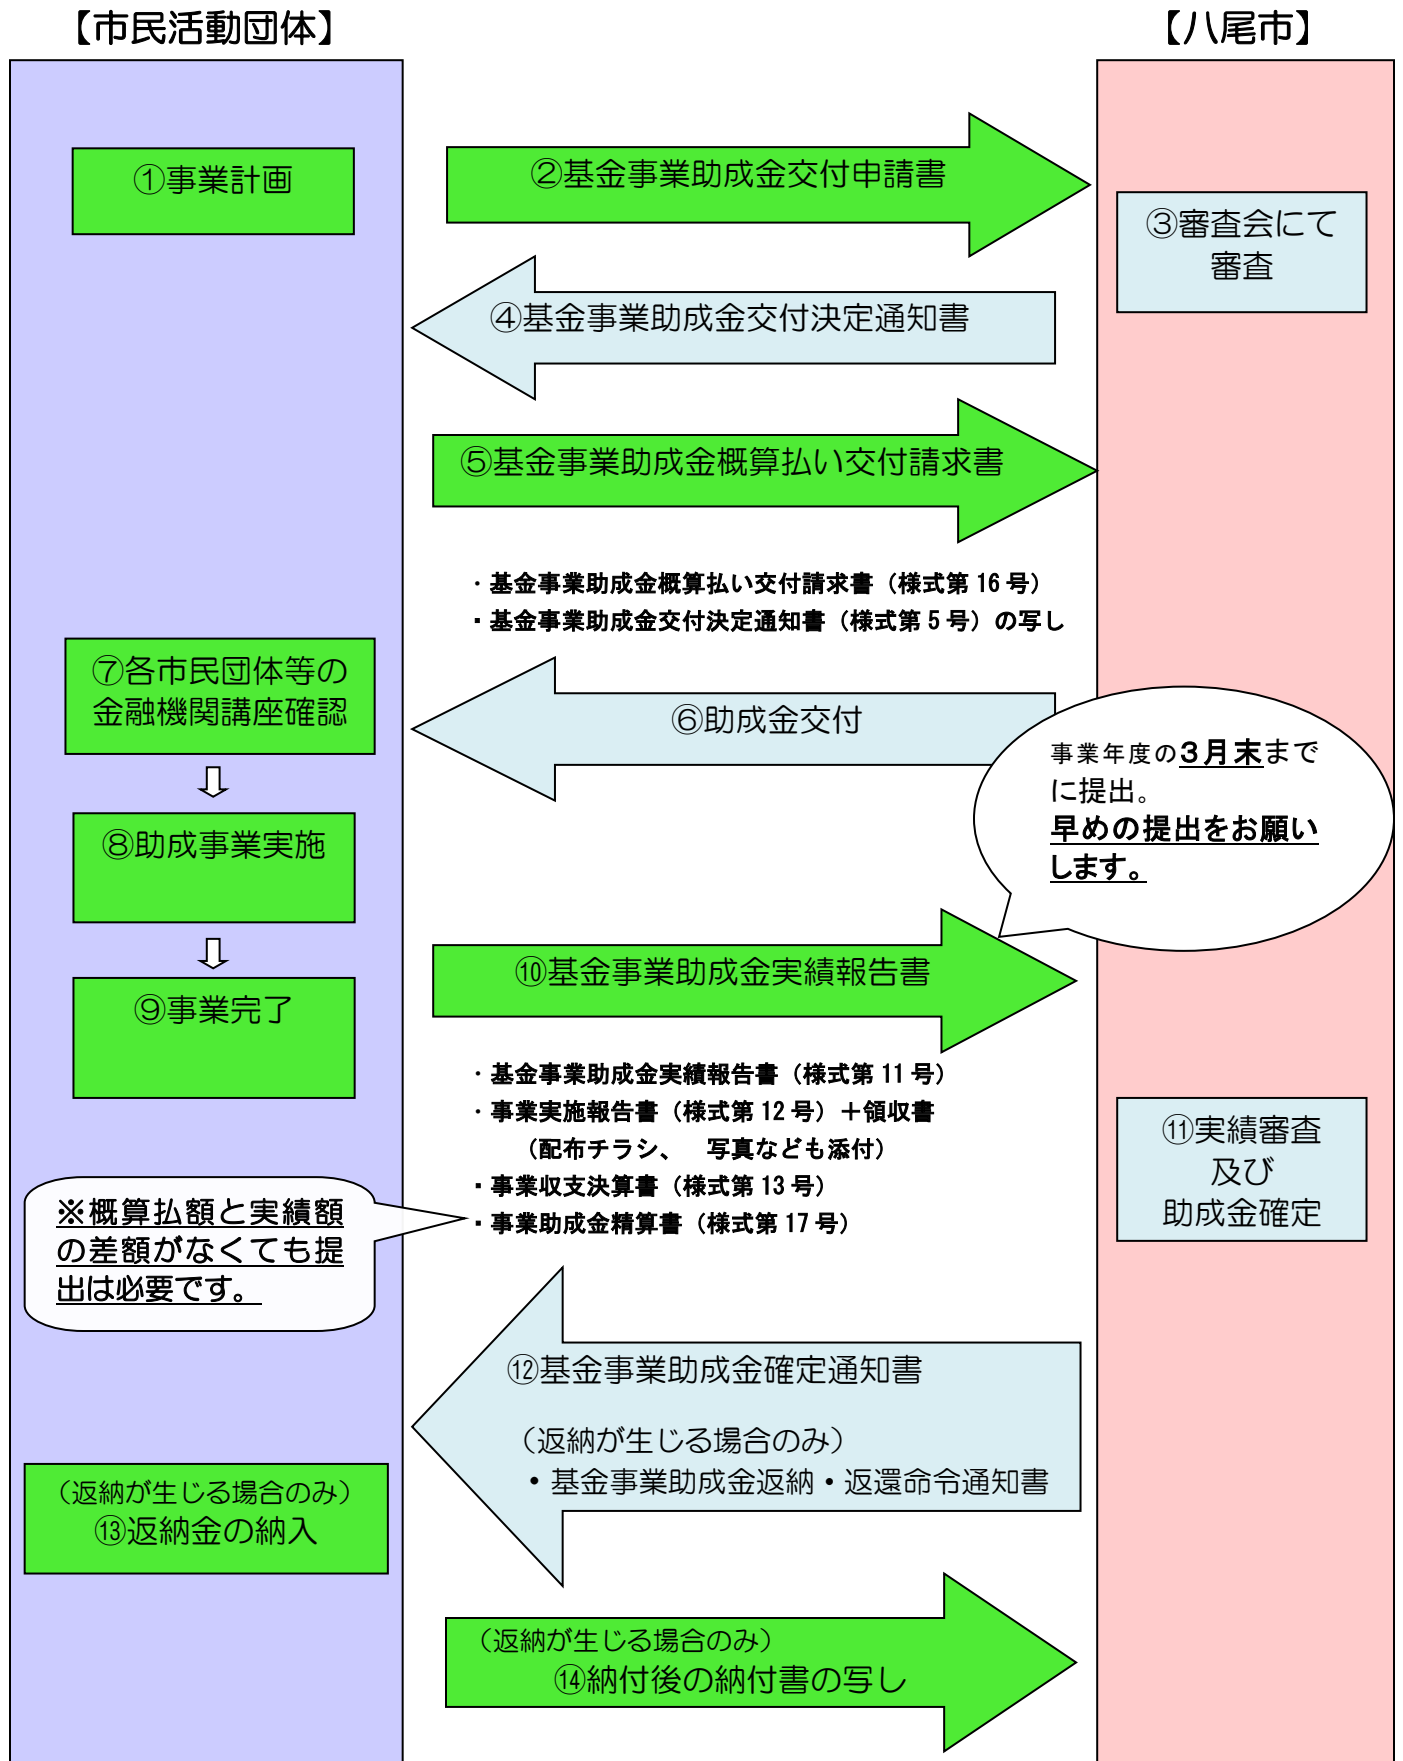 【市民活動団体】
【八尾市】
①事業計画
②基金事業助成金交付申請書
③審査会にて
審査
④基金事業助成金交付決定通知書
⑤基金事業助成金概算払い交付請求書
・基金事業助成金概算払い交付請求書（様式第16号）
・基金事業助成金交付決定通知書（様式第5号）の写し
⑥助成金交付
⑦各市民団体等の
金融機関講座確認
⑧助成事業実施
⑨事業完了
事業年度の３月末まで
に提出。
早めの提出をお願い
します。
⑩基金事業助成金実績報告書
・基金事業助成金実績報告書（様式第11号）
・事業実施報告書（様式第12号）＋領収書
（配布チラシ、　写真なども添付）
・事業収支決算書（様式第13号）
・事業助成金精算書（様式第17号）
※概算払額と実績額
の差額がなくても提
出は必要です。
⑪実績審査
及び
助成金確定
⑫基金事業助成金確定通知書
（返納が生じる場合のみ）
・基金事業助成金返納・返還命令通知書
（返納が生じる場合のみ）
⑬返納金の納入
（返納が生じる場合のみ）
⑭納付後の納付書の写し